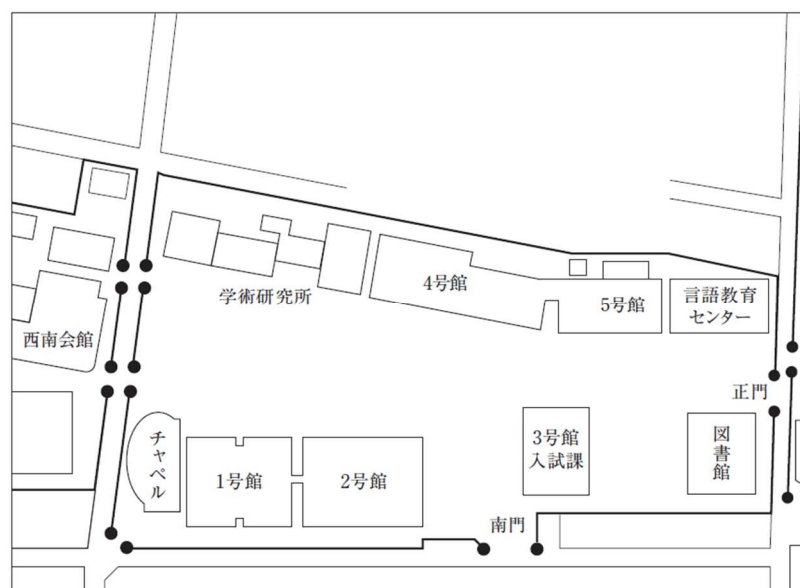 4号館
学術研究所
5号館
言語教育
センター
西南会館
正門
チャペル
1号館
2号館
3号館
入試課
図書館
南門